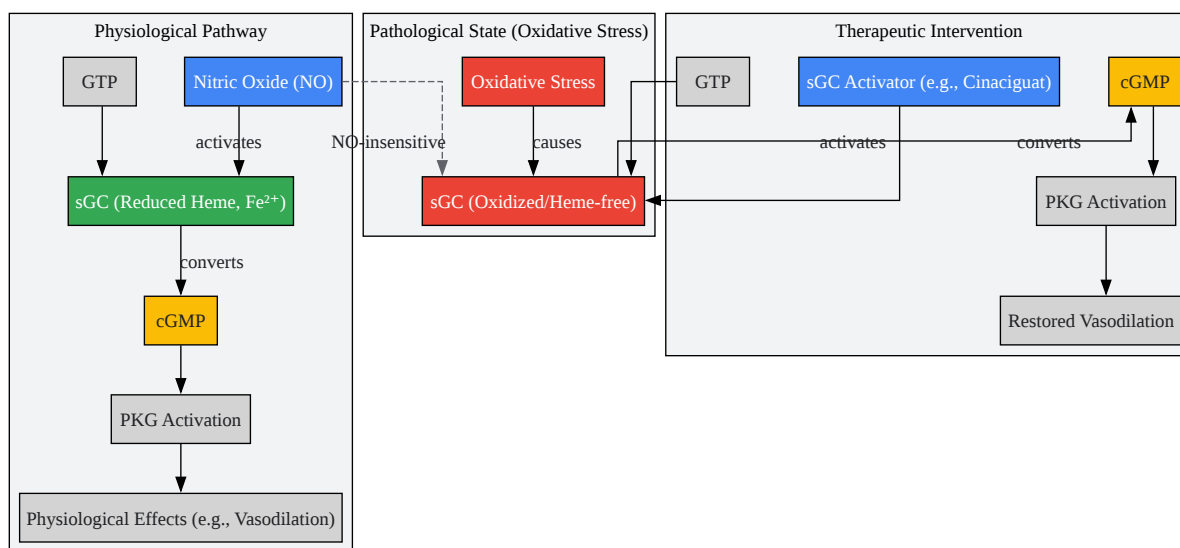 Physiological Pathway
Pathological State (Oxidative Stress)
Therapeutic Intervention
GTP
Nitric Oxide (NO)
Oxidative Stress
GTP
sGC Activator (e.g., Cinaciguat)
cGMP
activates
NO-insensitive
causes
activates
converts
sGC (Reduced Heme, Fe²⁺)
sGC (Oxidized/Heme-free)
PKG Activation
converts
cGMP
Restored Vasodilation
PKG Activation
Physiological Effects (e.g., Vasodilation)